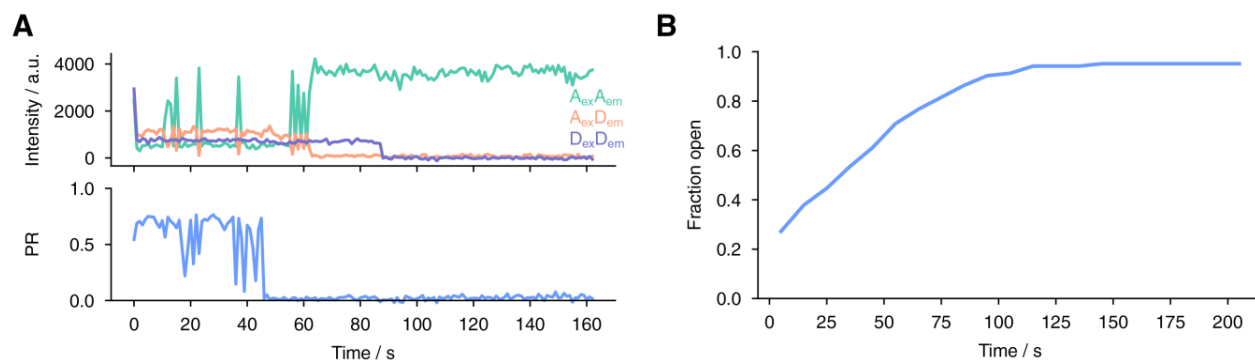 A
Intensity / a.u.
4000
2000
0
AexAem
AexDem
DexDem
PR
1.0
0.5
0.0
0 20 40 60 80 100 120 140 160
Time / s
B
Fraction open
1.0
0.8
0.6
0.4
0.2
0.0
0 25 50 75 100 125 150 175 200
Time / s